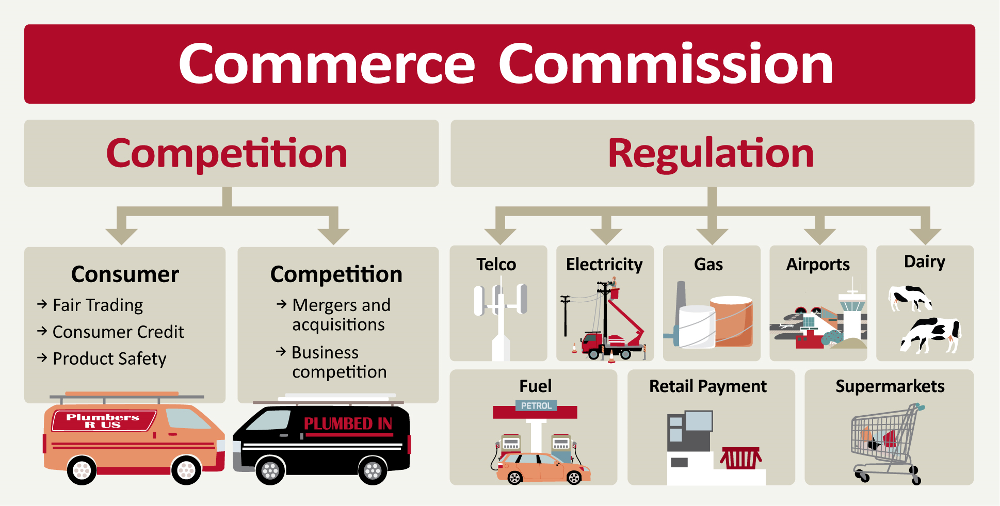 Commerce Commission
Competition
Regulation
Consumer
→ Fair Trading
→ Consumer Credit
→ Product Safety
Competition
→ Mergers and
acquisitions
→ Business
competition
Plumbers
R US
PLUMBED IN
Telco
Electricity
Gas
Airports
Dairy
Fuel
PETROL
Retail Payment
Supermarkets